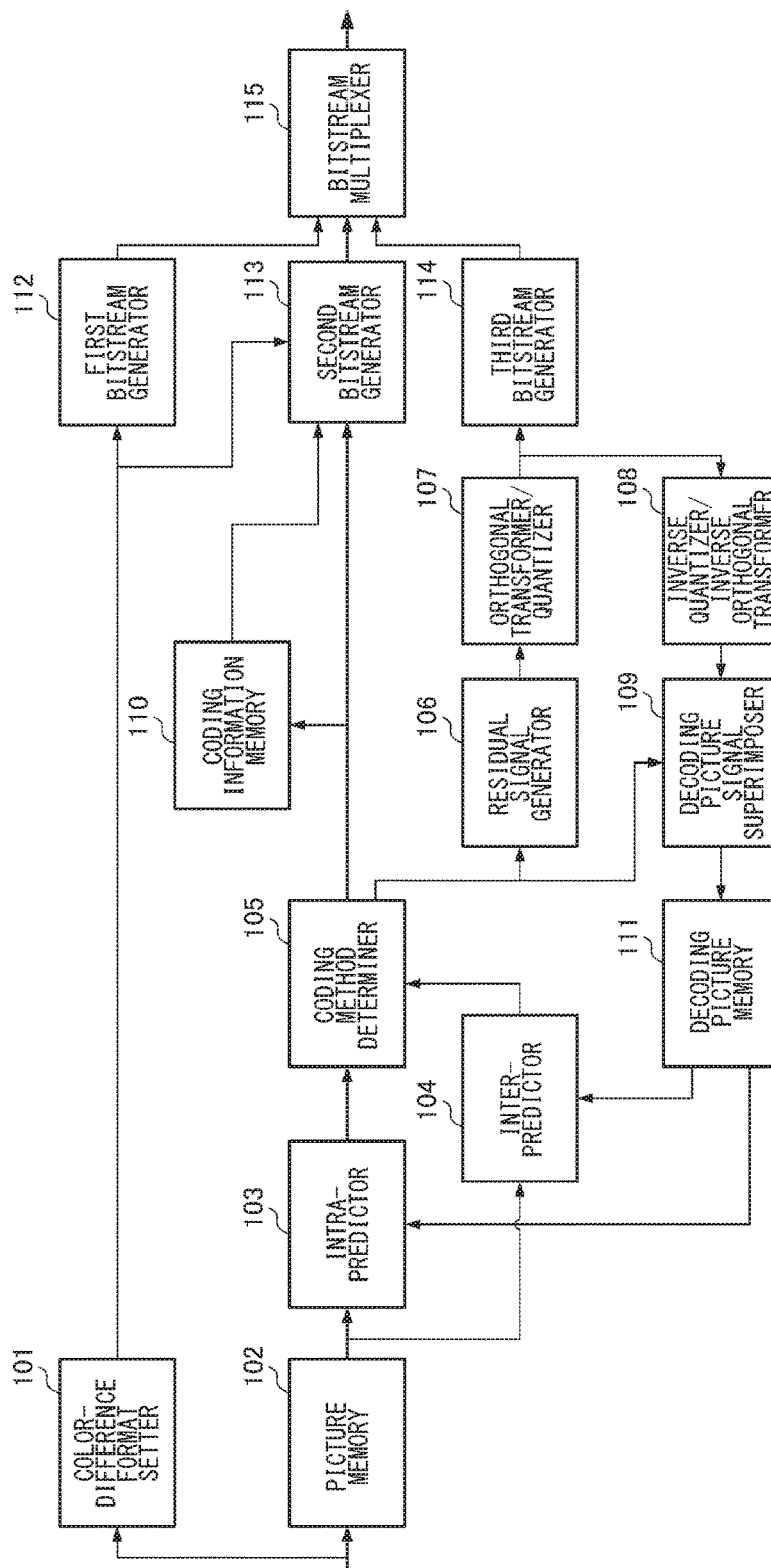 101
COLOR-
DIFFERENCE
FORMAT
SETTER
112
FIRST
BITSTREAM
GENERATOR
110
CODING
INFORMATION
MEMORY
102
PICTURE
MEMORY
103
INTRA-
PREDICTOR
105
CODING
METHOD
DETERMINER
113
SECOND
BITSTREAM
GENERATOR
115
BITSTREAM
MULTIPLEXER
104
INTER-
PREDICTOR
106
RESIDUAL
SIGNAL
GENERATOR
107
ORTHOGONAL
TRANSFORMER/
QUANTIZER
114
THIRD
BITSTREAM
GENERATOR
111
DECODING
PICTURE
MEMORY
109
DECODING
PICTURE
SIGNAL
SUPERIMPOSER
108
INVERSE
QUANTIZER/
INVERSE
ORTHOGONAL
TRANSFORMER